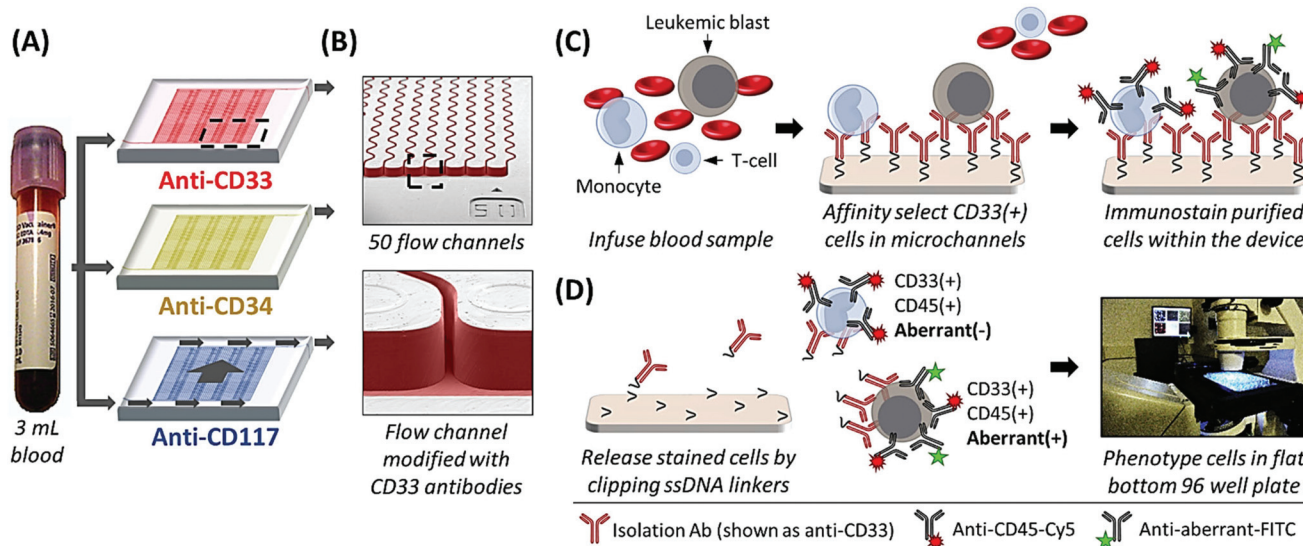 (A)
Anti-CD33
Anti-CD34
Anti-CD117
3 mL
blood
(B)
50 flow channels
Flow channel
modified with
CD33 antibodies
(C)
Leukemic blast
T-cell
Monocyte
Infuse blood sample
Affinity select CD33(+)
cells in microchannels
Immunostain purified
cells within the device
(D)
CD33(+)
CD45(+)
Aberrant(-)
CD33(+)
CD45(+)
Aberrant(+)
Release stained cells by
clipping ssDNA linkers
Phenotype cells in flat
bottom 96 well plate
Isolation Ab (shown as anti-CD33)
Anti-CD45-Cy5
Anti-aberrant-FITC